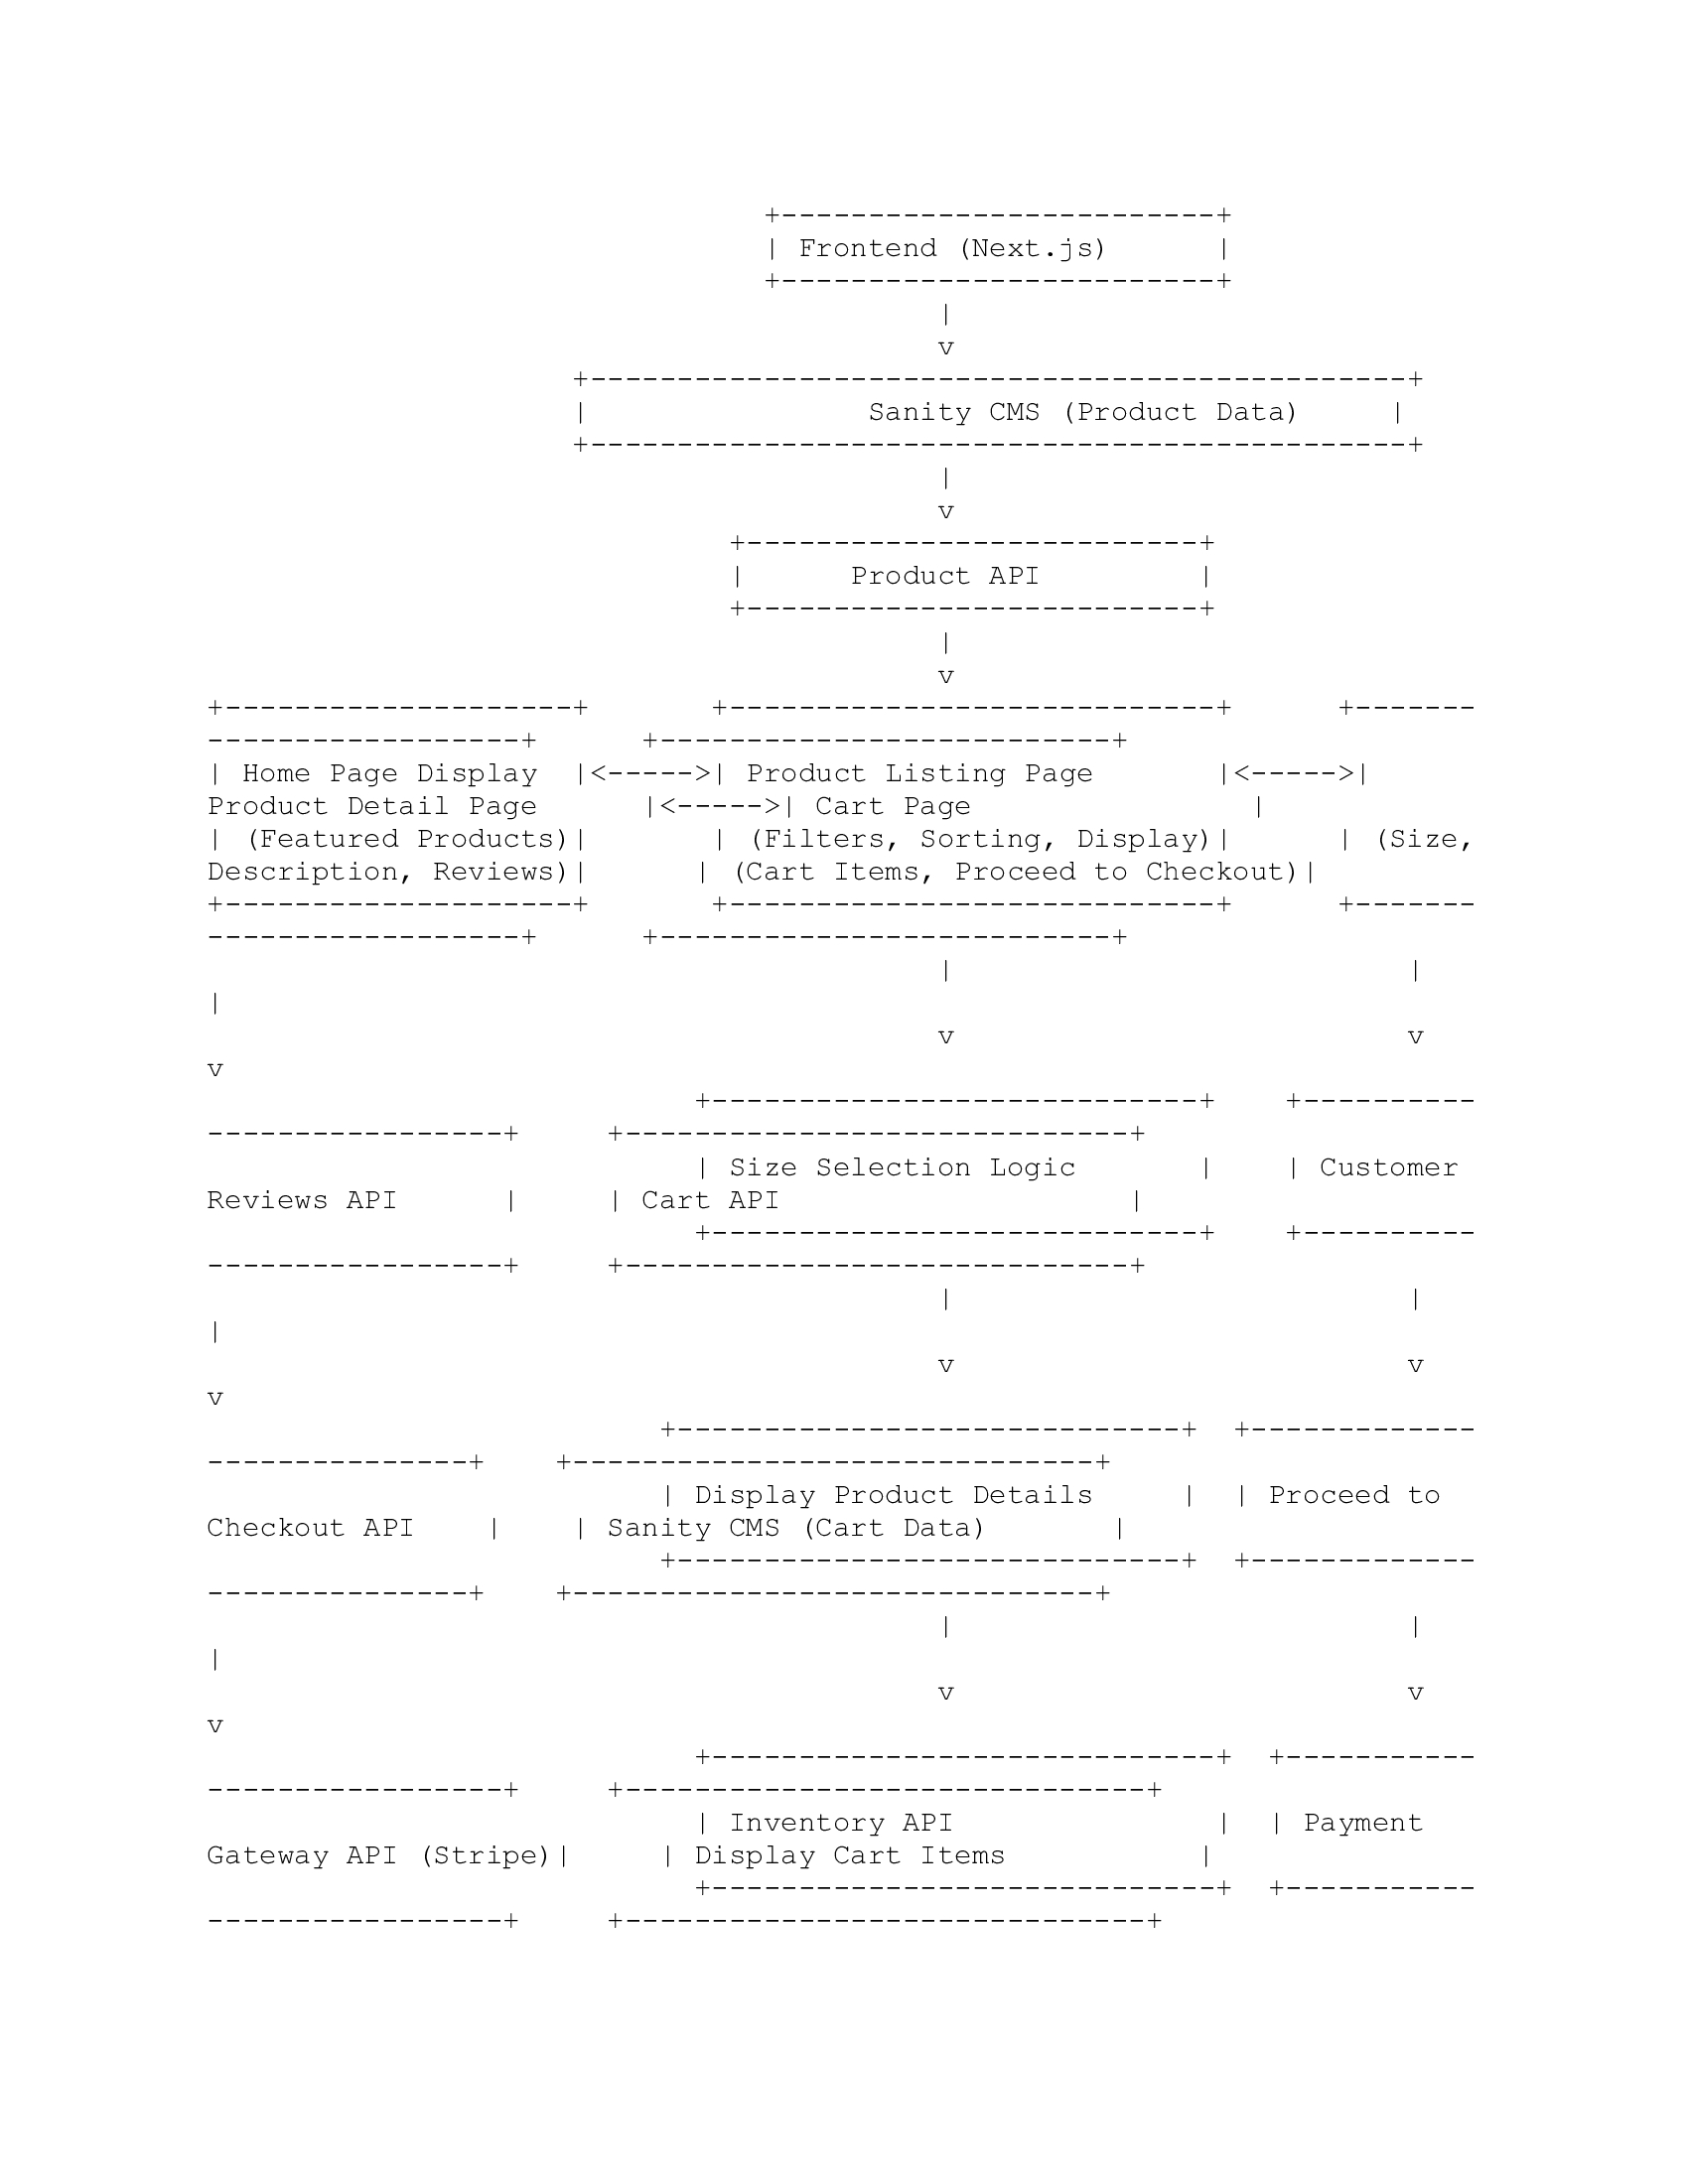 +-------------------------+
                                | Frontend (Next.js)      |
                                +-------------------------+
                                          |
                                          v
                     +-----------------------------------------------+
                     |                Sanity CMS (Product Data)     |
                     +-----------------------------------------------+
                                          |
                                          v
                              +--------------------------+
                              |      Product API         |
                              +--------------------------+
                                          |
                                          v
+--------------------+       +----------------------------+      +-------
------------------+      +--------------------------+
| Home Page Display  |<----->| Product Listing Page       |<----->|
Product Detail Page      |<----->| Cart Page                |
| (Featured Products)|       | (Filters, Sorting, Display)|      | (Size,
Description, Reviews)|      | (Cart Items, Proceed to Checkout)|
+--------------------+       +----------------------------+      +-------
------------------+      +--------------------------+
                                          |                          |
|
                                          v                          v
v
                            +----------------------------+    +----------
-----------------+     +-----------------------------+
                            | Size Selection Logic       |    | Customer
Reviews API      |     | Cart API                    |
                            +----------------------------+    +----------
-----------------+     +-----------------------------+
                                          |                          |
|
                                          v                          v
v
                          +-----------------------------+  +-------------
---------------+    +------------------------------+
                          | Display Product Details     |  | Proceed to
Checkout API    |    | Sanity CMS (Cart Data)       |
                          +-----------------------------+  +-------------
---------------+    +------------------------------+
                                          |                          |
|
                                          v                          v
v
                            +-----------------------------+  +-----------
-----------------+     +------------------------------+
                            | Inventory API               |  | Payment
Gateway API (Stripe)|     | Display Cart Items           |
                            +-----------------------------+  +-----------
-----------------+     +------------------------------+